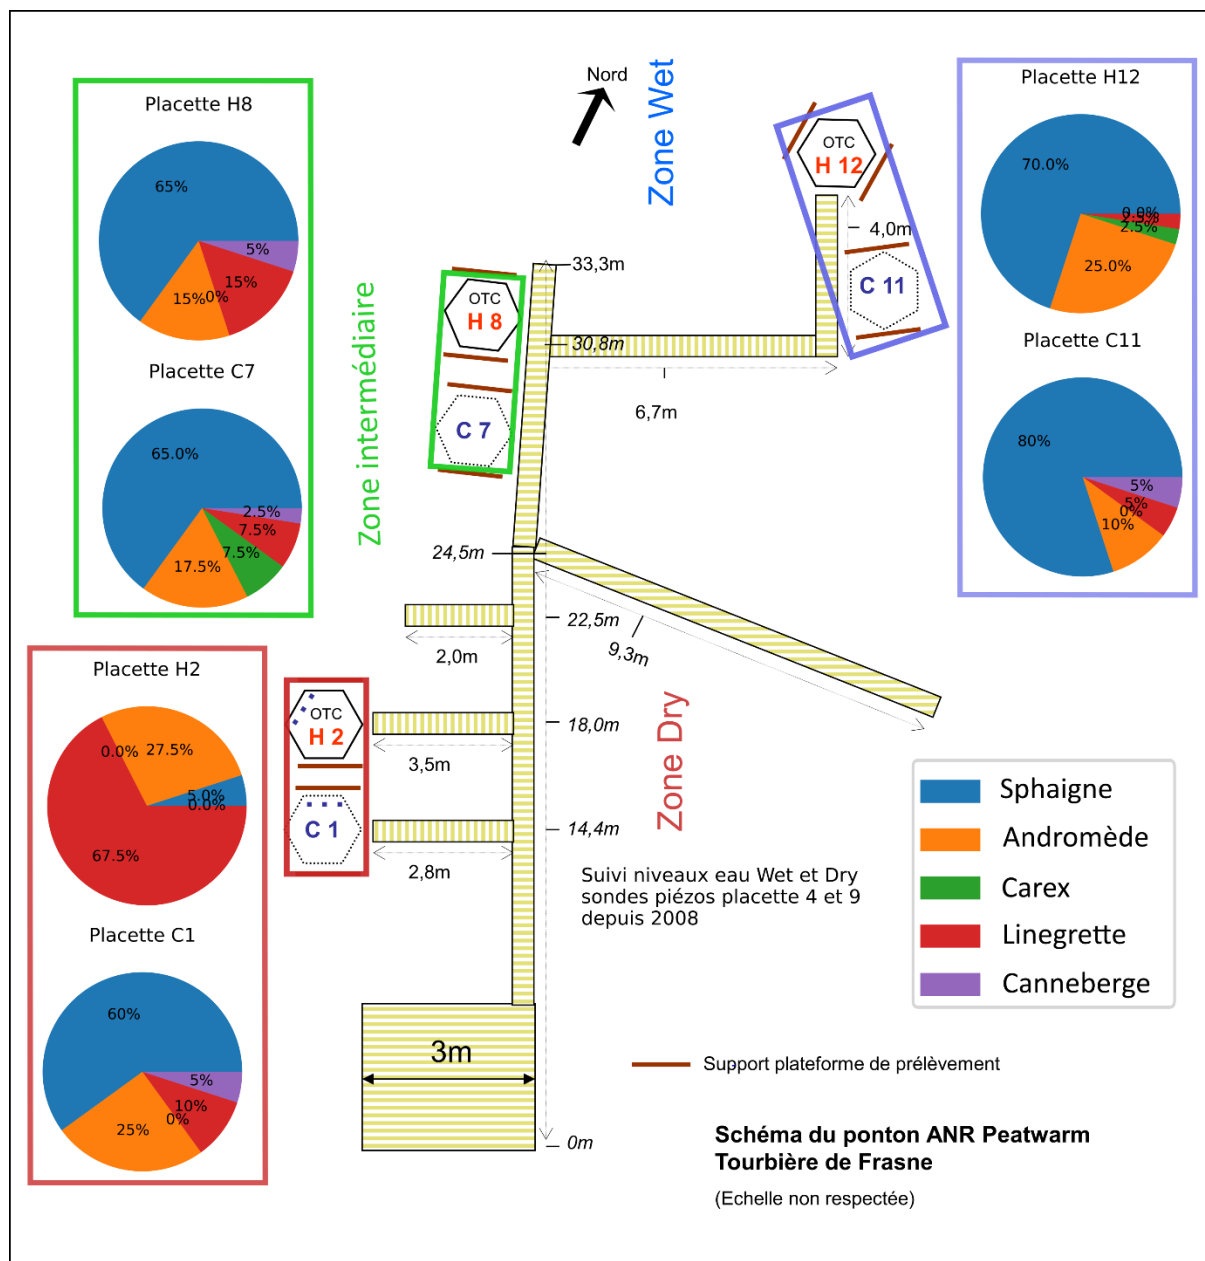 Placette H8
65%
5%
15%
0%
15%
Placette C7
65.0%
2.5%
7.5%
7.5%
17.5%
Zone intermédiaire
Nord
Zone Wet
OTC
H 12
4,0m
C 11
33,3m
OTC
H 8
30,8m
6,7m
C 7
24,5m
22,5m
2,0m
9,3m
Placette H12
70.0%
0.0%
2.5%
2.5%
25.0%
Placette C11
80%
5%
5%
0%
10%
Placette H2
0.0%
27.5%
5.0%
0.0%
67.5%
Placette C1
60%
5%
10%
0%
25%
OTC
H 2
18,0m
3,5m
C 1
14,4m
2,8m
Zone Dry
Suivi niveaux eau Wet et Dry
sondes piézos placette 4 et 9
depuis 2008
Sphaigne
Andromède
Carex
Linegrette
Canneberge
3m
0m
Support plateforme de prélèvement
Schéma du ponton ANR Peatwarm
Tourbière de Frasne
(Echelle non respectée)